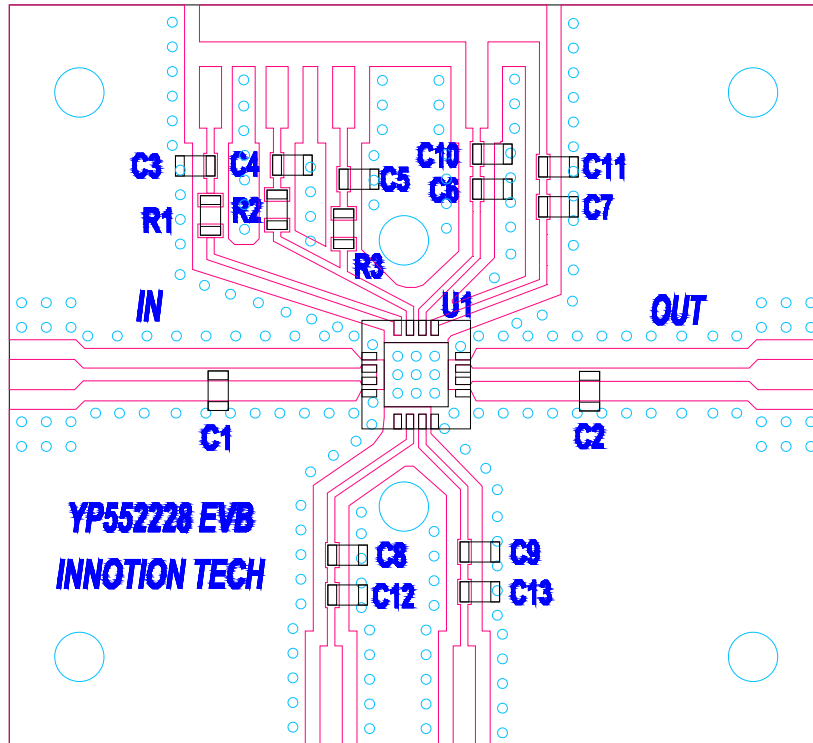 C3
C4
C5
C10
C6
C11
C7
R1
R2
R3
IN
U1
OUT
C1
C2
YP552228 EVB
INNOTION TECH
C8
C9
C12
C13